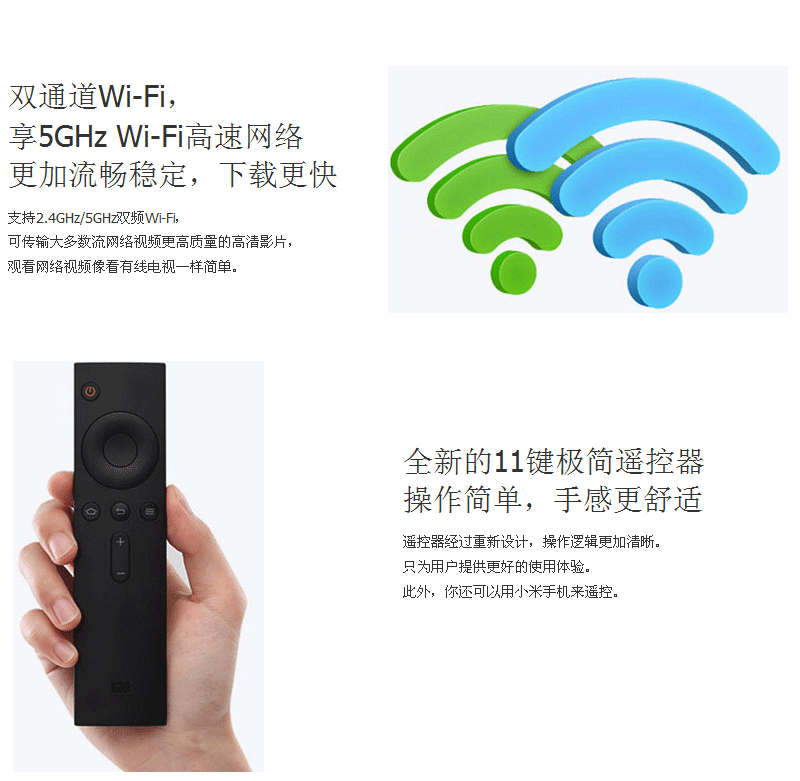 双通道Wi-Fi，
享5GHz Wi-Fi高速网络
更加流畅稳定，下载更快
支持2.4GHz/5GHz双频Wi-Fi，
可传输大多数流网络视频更高质量的高清影片，
观看网络视频像看有线电视一样简单。
全新的11键极简遥控器
操作简单，手感更舒适
遥控器经过重新设计，操作逻辑更加清晰。
只为用户提供更好的使用体验。
此外，你还可以用小米手机来遥控。